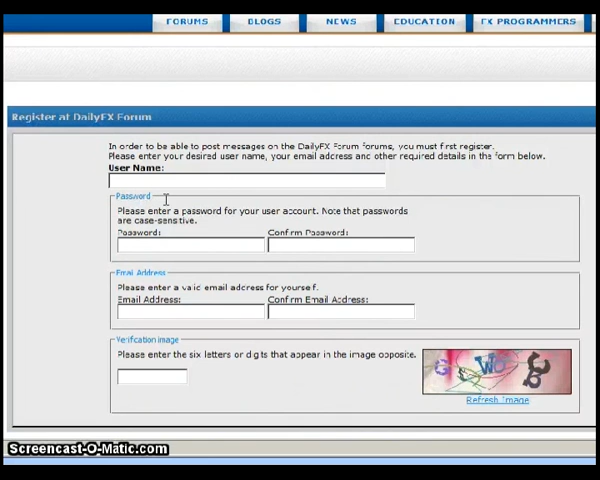 FORUMS BLOGS NEWS EDUCATION FX PROGRAMMERS
Register at DailyFX Forum
In order to be able to post messages on the DailyFX Forum forums, you must first register.
Please enter your desired user name, your email address and other required details in the form below.
User Name:
Password
Please enter a password for your user account. Note that passwords
are case-sensitive.
Password: Confirm Password:
Email Address
Please enter a valid email address for yourself.
Email Address: Confirm Email Address:
Verification Image
Please enter the six letters or digits that appear in the image opposite.
Refresh Image
Screencast-O-Matic.com